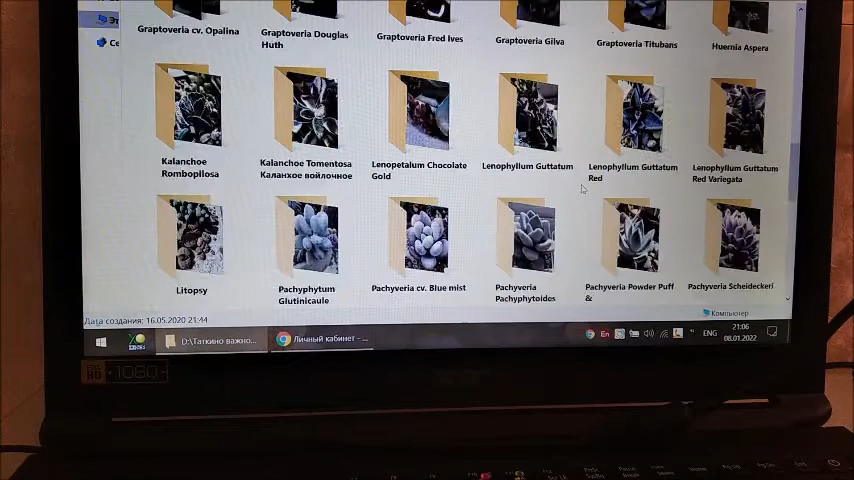 Graptoveria cv. Opalina
Graptoveria Douglas
Huth
Graptoveria Fred Ives
Graptoveria Gilva
Graptoveria Titubans
Huernia Aspera
Kalanchoe
Rombopilosa
Kalanchoe Tomentosa
Каланхое войлочное
Lenopetalum Chocolate
Gold
Lenophyllum Guttatum
Lenophyllum Guttatum
Red
Lenophyllum Guttatum
Red Variegata
Litopsy
Pachyphytum
Glutinicaule
Pachyveria cv. Blue mist
Pachyveria
Pachyphytoides
Pachyveria Powder Puff
&
Pachyveria Scheideckeri
Дата создания: 16.05.2020 21:44
Компьютер
D:\Таткино важно...
Личный кабинет - ...
En
ENG
21:06
08.01.2022
HD 1080